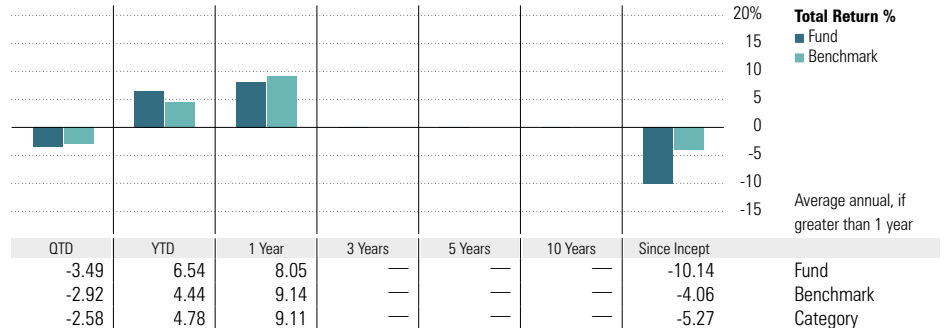 20%
15
10
5
0
-5
-10
-15
Total Return %
Fund
Benchmark
Average annual, if
greater than 1 year
QTD YTD 1 Year 3 Years 5 Years 10 Years Since Incept
-3.49 6.54 8.05 — — — -10.14 Fund
-2.92 4.44 9.14 — — — -4.06 Benchmark
-2.58 4.78 9.11 — — — -5.27 Category